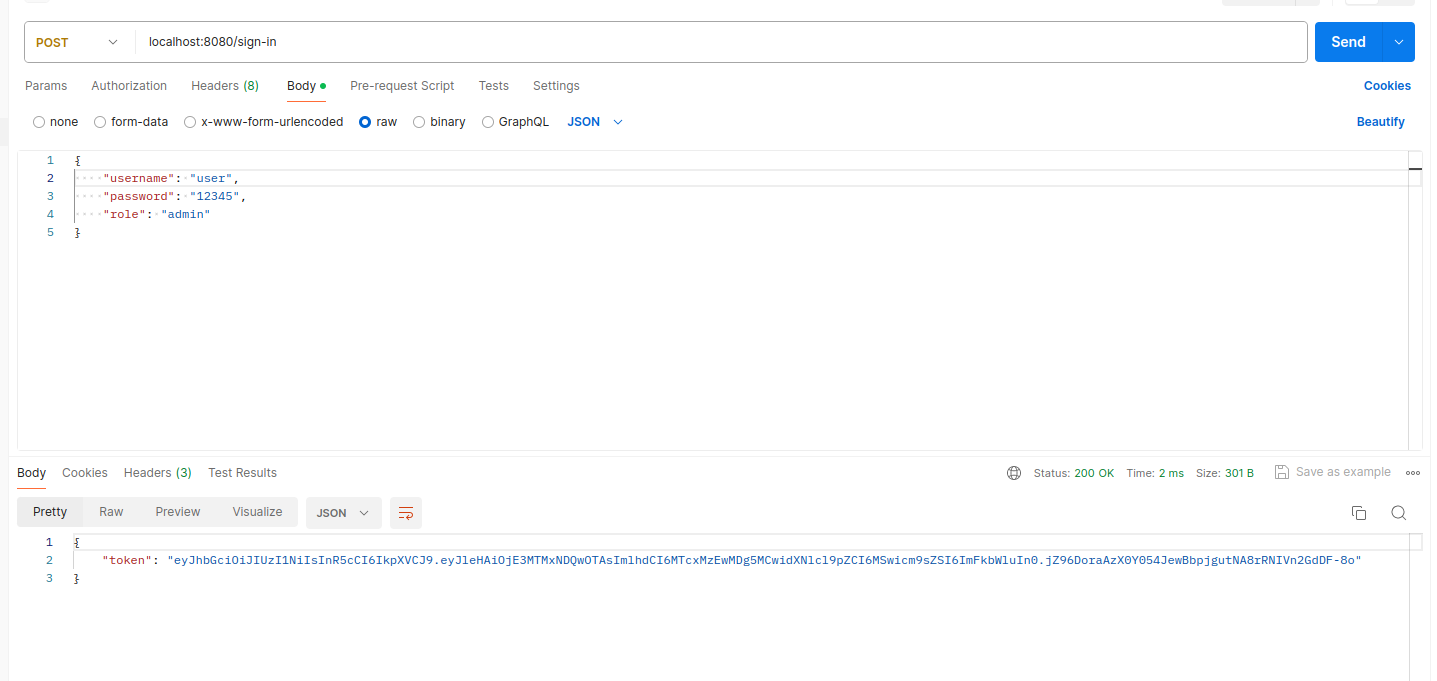 POST localhost:8080/sign-in Send
Params Authorization Headers (8) Body Pre-request Script Tests Settings Cookies
none form-data x-www-form-urlencoded raw binary GraphQL JSON Beautify
1 {
2 "username": "user",
3 "password": "12345",
4 "role": "admin"
5 }
Body Cookies Headers (3) Test Results Status: 200 OK Time: 2 ms Size: 301 B Save as example
Pretty Raw Preview Visualize JSON
1 {
2 "token": "eyJhbGciOiJIUzI1NiIsInR5cCI6IkpXVCJ9.eyJleHAiOjE3MTMxNDQwOTAsImlhdCI6MTcxMzEwMDg5MCwidXNlcl9pZCI6MSwicm9sZSI6ImFkbWluIn0.jZ96DoraAzX0Y054JewBbpjgutNA8rRNIVn2GdDF-8o"
3 }